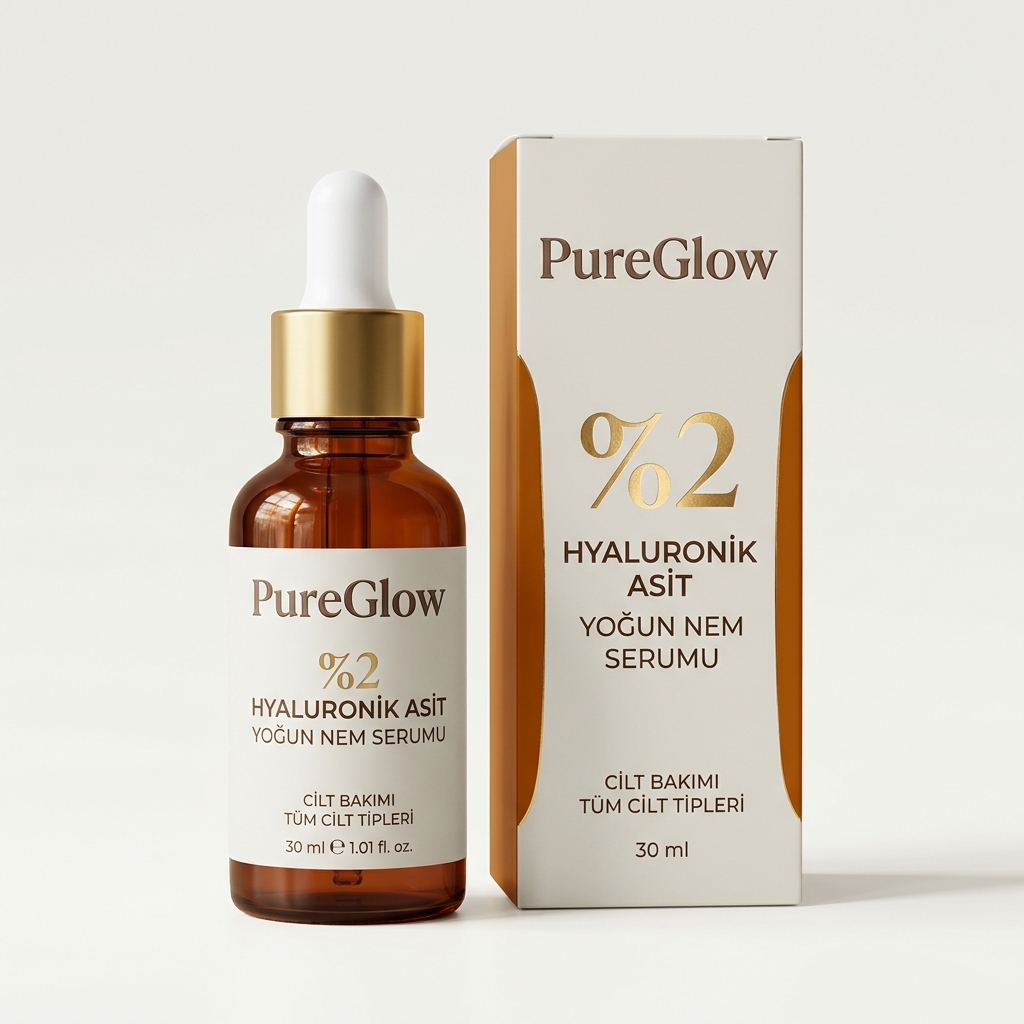 PureGlow
%2
HYALURONİK ASİT
YOĞUN NEM SERUMU
CİLT BAKIMI
TÜM CİLT TİPLERİ
30 ml ℮ 1.01 fl. oz.
PureGlow
%2
HYALURONİK
ASİT
YOĞUN NEM
SERUMU
CİLT BAKIMI
TÜM CİLT TİPLERİ
30 ml